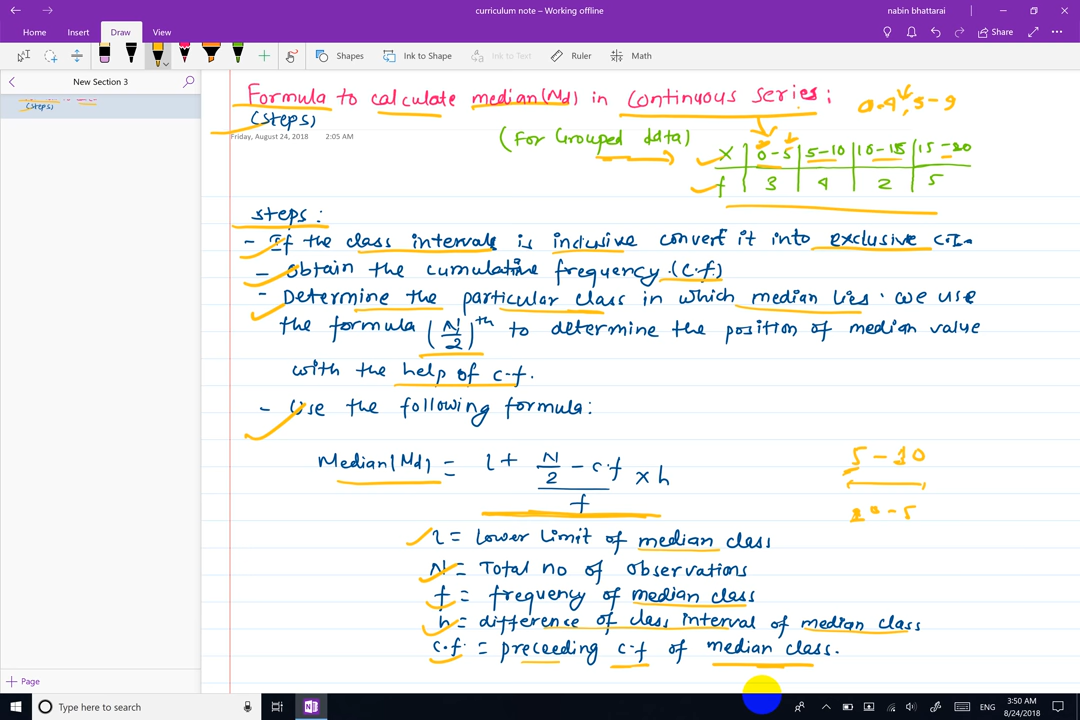 curriculum note – Working offline
nabin bhattarai
Home Insert Draw View
Share
Shapes Ink to Shape Ink to Text Ruler Math
New Section 3
(Steps)
Formula to calculate median(Md) in continuous series:
0-4, 5-9
(Steps)
Friday, August 24, 2018 2:05 AM
(For Grouped data)
X 0-5 5-10 10-15 15-20
f 3 4 2 5
Steps:
- If the class intervals is inclusive convert it into exclusive C.I.
- Obtain the cumulative frequency (c.f)
- Determine the particular class in which median lies. We use
the formula (N/2)th to determine the position of median value
with the help of c.f.
- Use the following formula:
Median(Md) = l + N/2 - c.f / f × h
5-10
10-5
l = Lower limit of median class
N = Total no of observations
f = frequency of median class
h = difference of class interval of median class
c.f. = preceeding c.f of median class.
Page
Type here to search
ENG
3:50 AM
8/24/2018